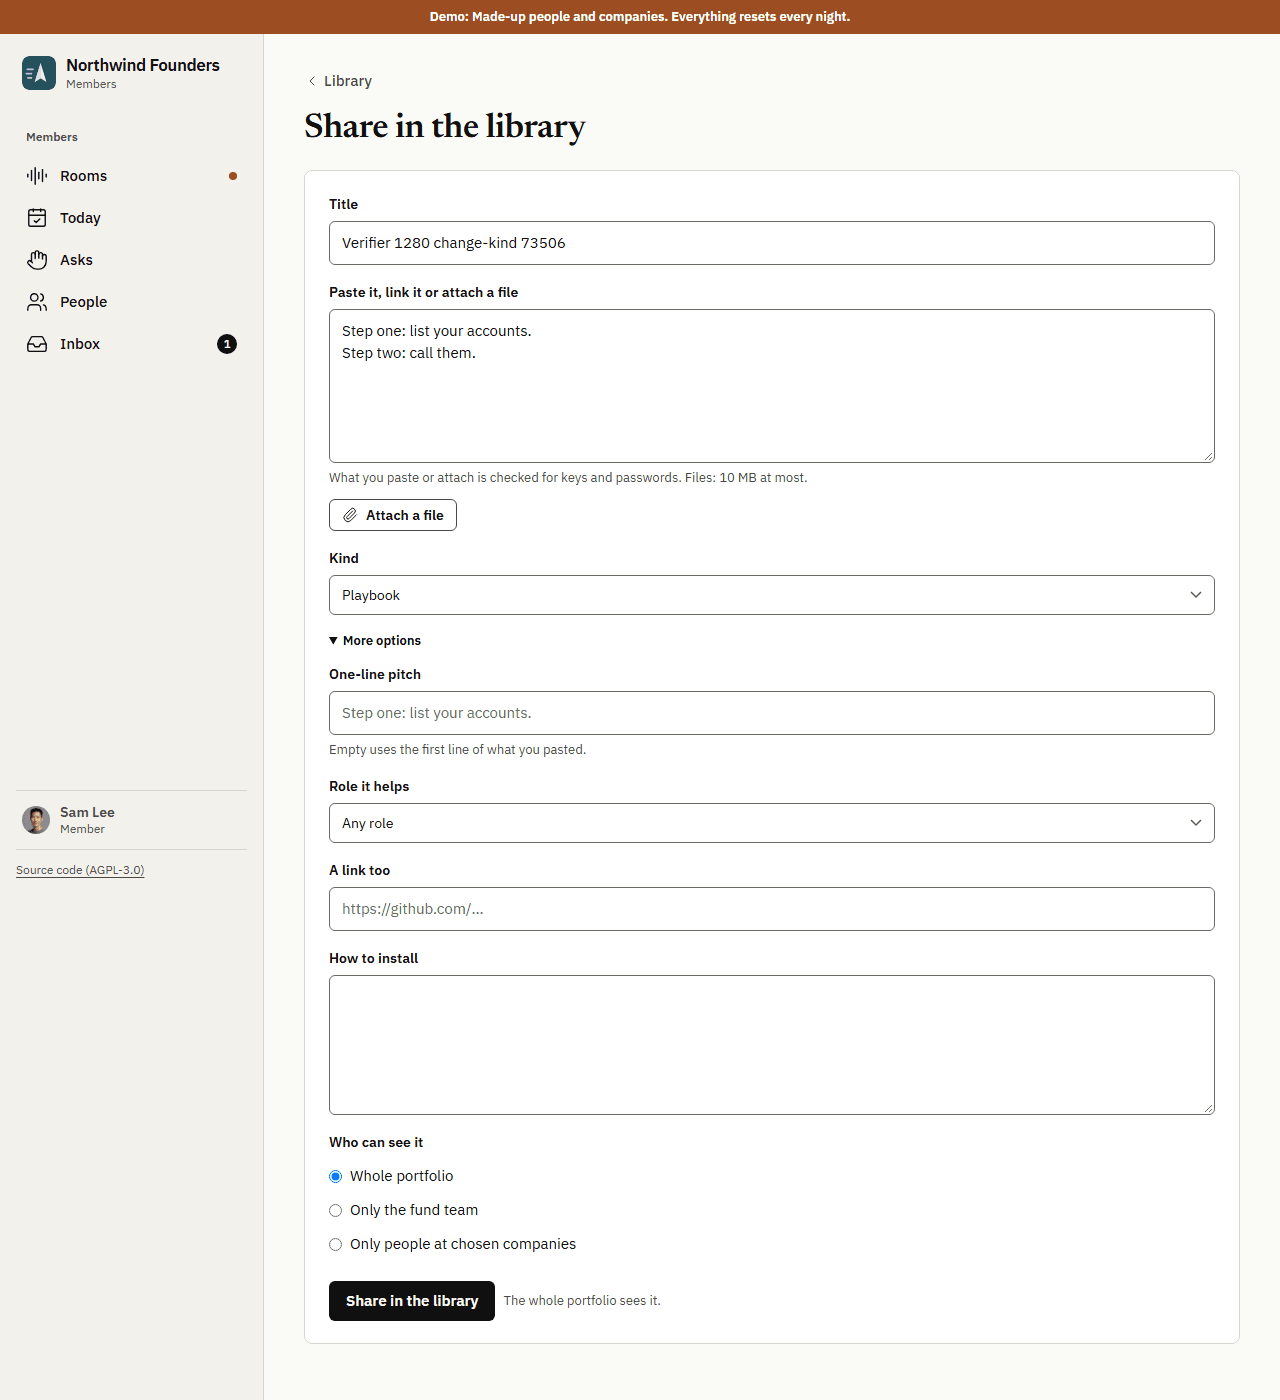 Demo: Made-up people and companies. Everything resets every night.
Northwind Founders
Members
Members
Rooms
Today
Asks
People
Inbox
1
Sam Lee
Member
Source code (AGPL-3.0)
Library
Share in the library
Title
Verifier 1280 change-kind 73506
Paste it, link it or attach a file
Step one: list your accounts.
Step two: call them.
What you paste or attach is checked for keys and passwords. Files: 10 MB at most.
Attach a file
Kind
Playbook
More options
One-line pitch
Step one: list your accounts.
Empty uses the first line of what you pasted.
Role it helps
Any role
A link too
https://github.com/...
How to install
Who can see it
Whole portfolio
Only the fund team
Only people at chosen companies
Share in the library
The whole portfolio sees it.